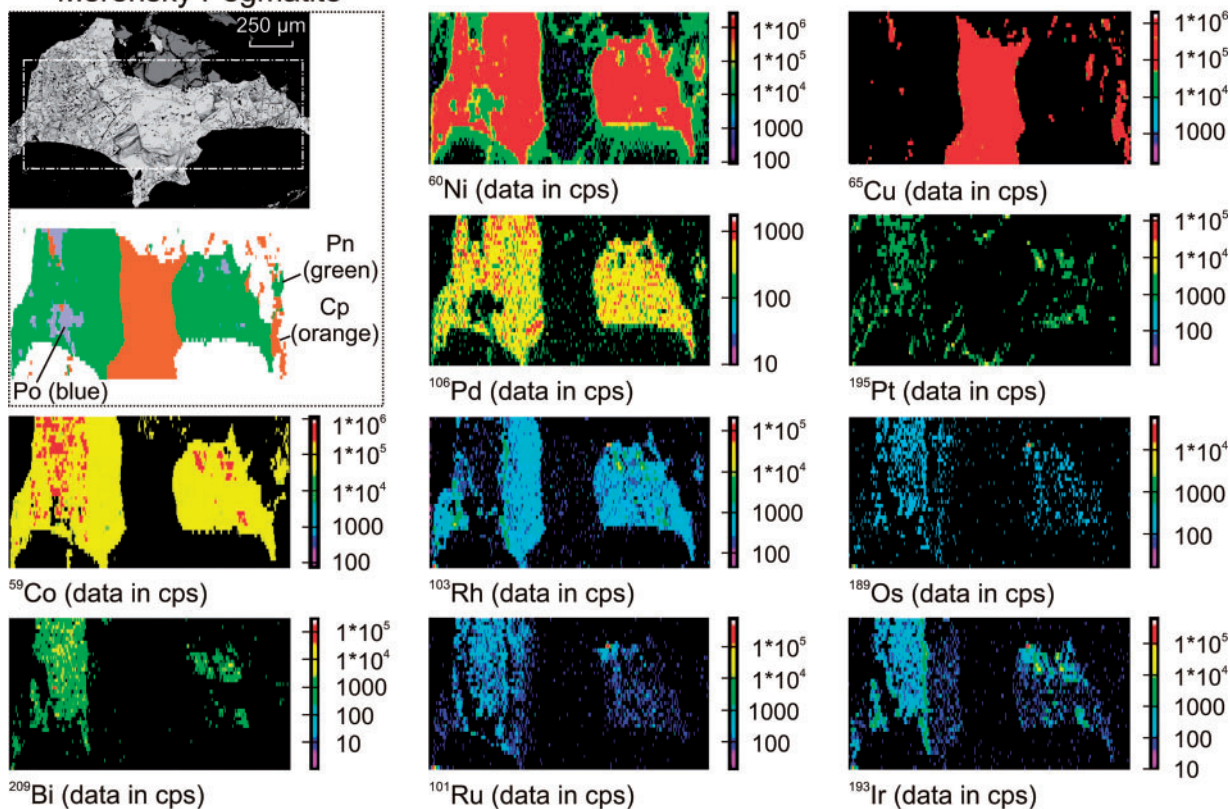 Merensky Pegmatite
250 µm
Pn
(green)
Cp
(orange)
Po (blue)
1*10⁶
1*10⁵
1*10⁴
1000
100
⁶⁰Ni (data in cps)
1*10⁶
1*10⁵
1*10⁴
1000
⁶⁵Cu (data in cps)
1000
100
10
¹⁰⁶Pd (data in cps)
1*10⁵
1*10⁴
1000
100
¹⁹⁵Pt (data in cps)
1*10⁶
1*10⁵
1*10⁴
1000
100
⁵⁹Co (data in cps)
1*10⁵
1*10⁴
1000
100
¹⁰³Rh (data in cps)
1*10⁴
1000
100
¹⁸⁹Os (data in cps)
1*10⁵
1*10⁴
1000
100
10
²⁰⁹Bi (data in cps)
1*10⁵
1*10⁴
1000
100
¹⁰¹Ru (data in cps)
1*10⁵
1*10⁴
1000
100
10
¹⁹³Ir (data in cps)